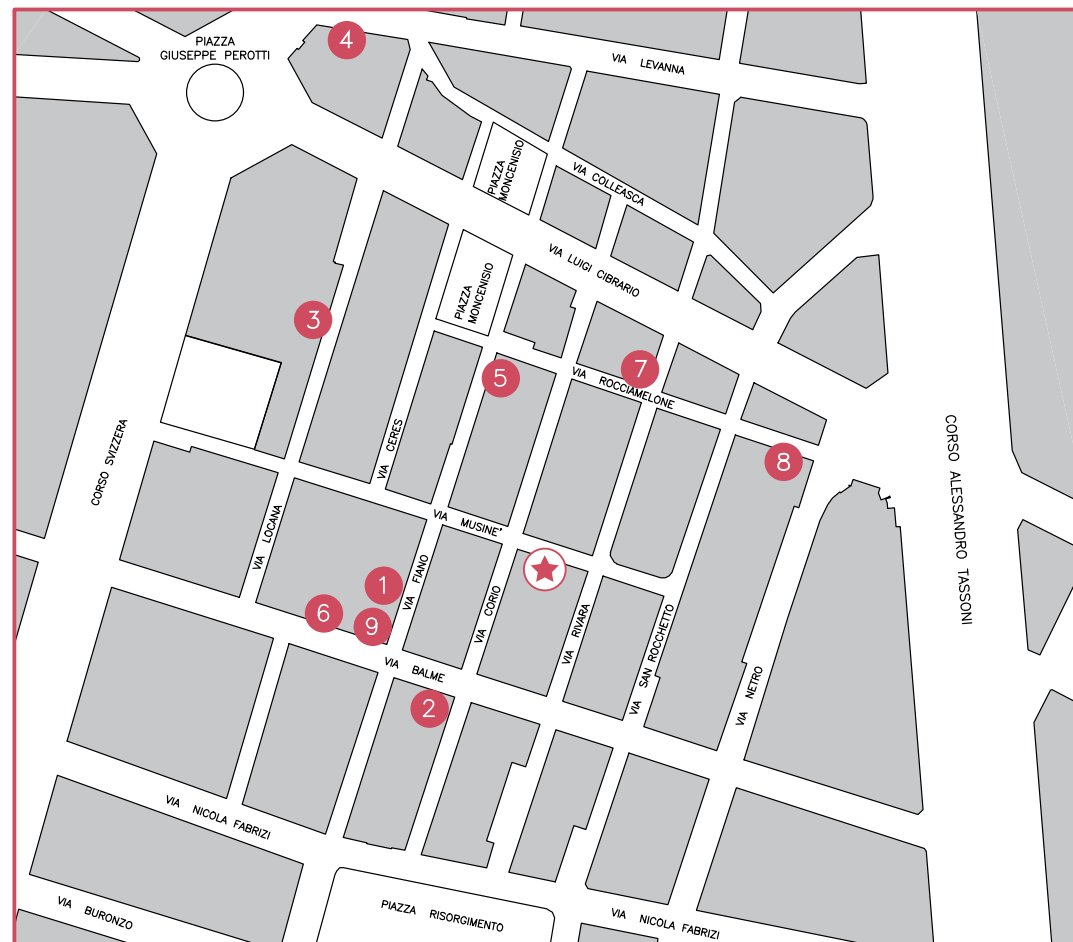 PIAZZA
GIUSEPPE PEROTTI
4
VIA LEVANNA
PIAZZA
MONCENISIO
VIA COLLEASCA
VIA LUIGI CIBRARIO
PIAZZA
MONCENISIO
3
5
7
VIA ROCCIAMELONE
8
CORSO SVIZZERA
VIA CERES
CORSO ALESSANDRO TASSONI
VIA LOCANA
VIA MUSINE'
1
VIA FIANO
6
9
VIA CORIO
VIA RIVARA
VIA SAN ROCCHETTO
VIA BALME
2
VIA NETRO
VIA NICOLA FABRIZI
VIA BURONZO
PIAZZA RISORGIMENTO
VIA NICOLA FABRIZI